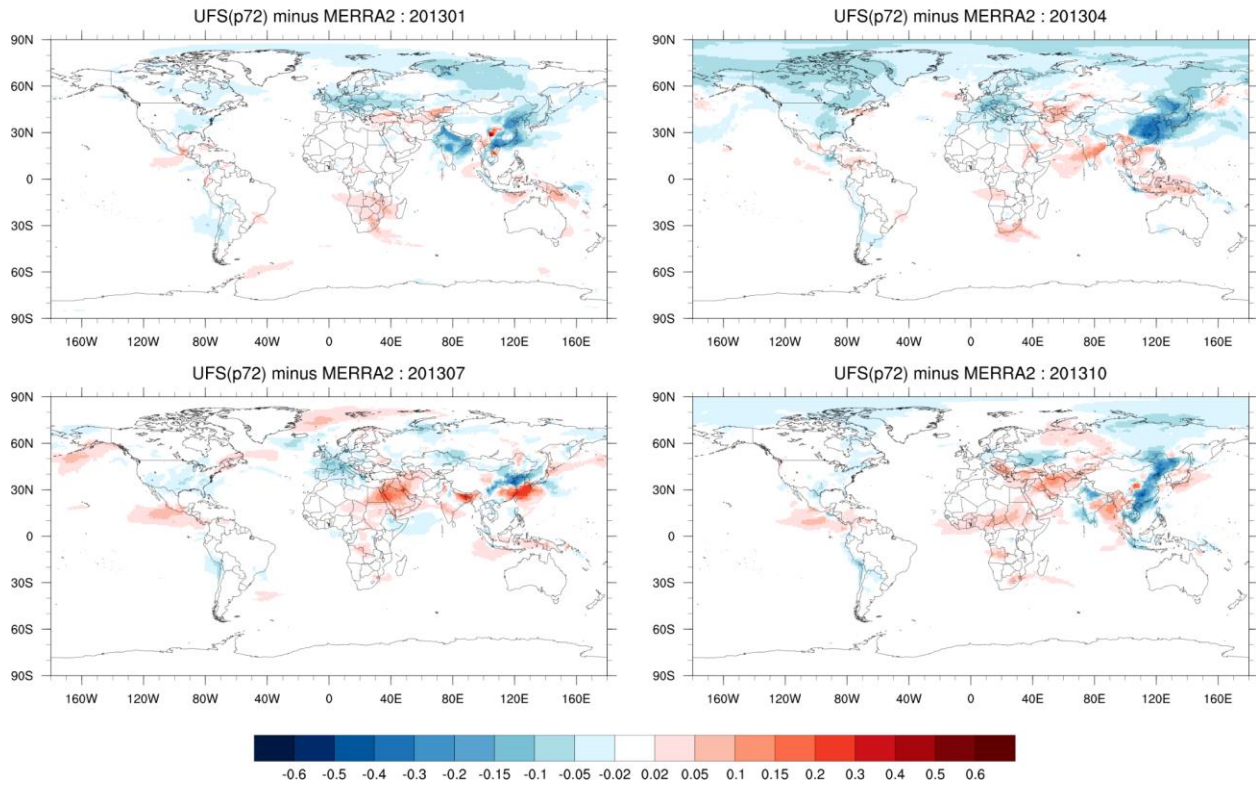 UFS(p72) minus MERRA2 : 201301
90N
60N
30N
0
30S
60S
90S
160W 120W 80W 40W 0 40E 80E 120E 160E
UFS(p72) minus MERRA2 : 201304
90N
60N
30N
0
30S
60S
90S
160W 120W 80W 40W 0 40E 80E 120E 160E
UFS(p72) minus MERRA2 : 201307
90N
60N
30N
0
30S
60S
90S
160W 120W 80W 40W 0 40E 80E 120E 160E
UFS(p72) minus MERRA2 : 201310
90N
60N
30N
0
30S
60S
90S
160W 120W 80W 40W 0 40E 80E 120E 160E
-0.6 -0.5 -0.4 -0.3 -0.2 -0.15 -0.1 -0.05 -0.02 0.02 0.05 0.1 0.15 0.2 0.3 0.4 0.5 0.6